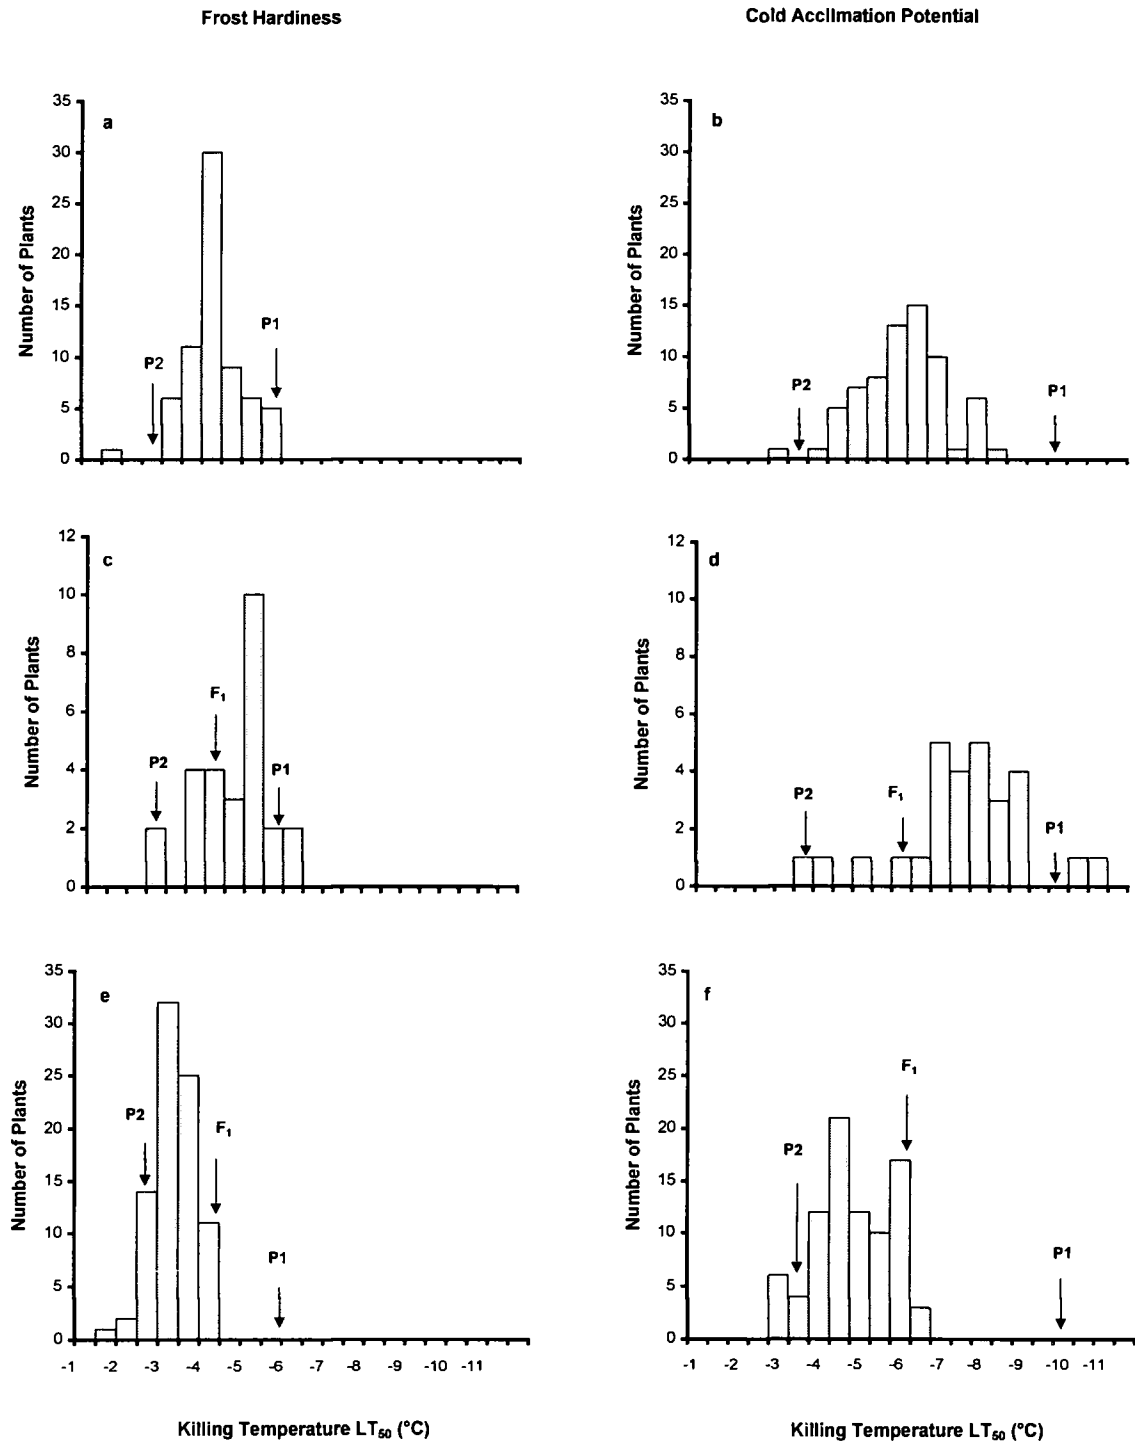 Frost Hardiness
Cold Acclimation Potential
35
30
25
20
15
10
5
0
Number of Plants
a
P2
P1
35
30
25
20
15
10
5
0
Number of Plants
b
P2
P1
12
10
8
6
4
2
0
Number of Plants
c
P2
F1
P1
12
10
8
6
4
2
0
Number of Plants
d
P2
F1
P1
35
30
25
20
15
10
5
0
Number of Plants
e
P2
F1
P1
-1 -2 -3 -4 -5 -6 -7 -8 -9 -10 -11
Killing Temperature LT50 (°C)
35
30
25
20
15
10
5
0
Number of Plants
f
P2
F1
P1
-1 -2 -3 -4 -5 -6 -7 -8 -9 -10 -11
Killing Temperature LT50 (°C)